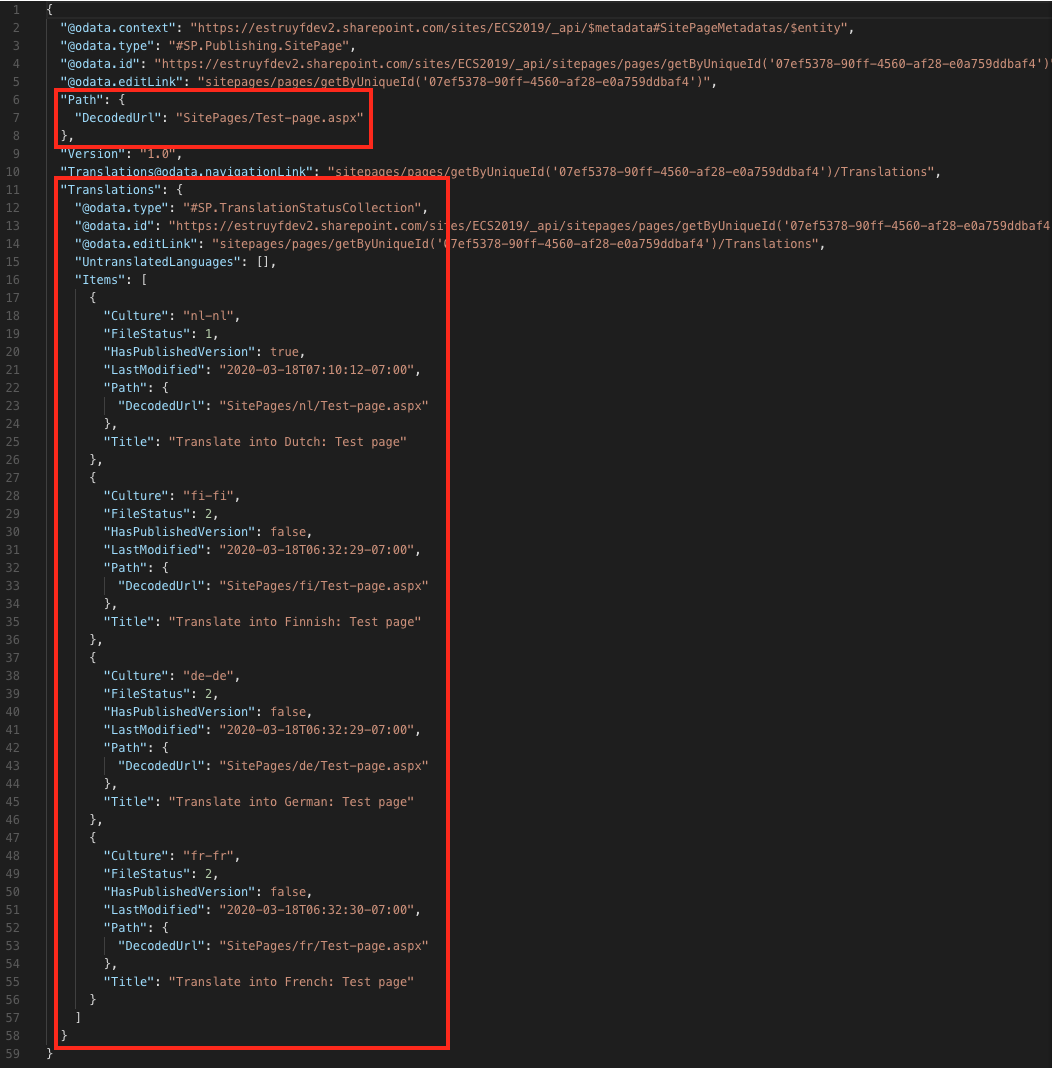 1 {
2 "@odata.context": "https://estruyfdev2.sharepoint.com/sites/ECS2019/_api/$metadata#SitePageMetadatas/$entity",
3 "@odata.type": "#SP.Publishing.SitePage",
4 "@odata.id": "https://estruyfdev2.sharepoint.com/sites/ECS2019/_api/sitepages/pages/getByUniqueId('07ef5378-90ff-4560-af28-e0a759ddbaf4')"
5 "@odata.editLink": "sitepages/pages/getByUniqueId('07ef5378-90ff-4560-af28-e0a759ddbaf4')",
6 "Path": {
7 "DecodedUrl": "SitePages/Test-page.aspx"
8 },
9 "Version": "1.0",
10 "Translations@odata.navigationLink": "sitepages/pages/getByUniqueId('07ef5378-90ff-4560-af28-e0a759ddbaf4')/Translations",
11 "Translations": {
12 "@odata.type": "#SP.TranslationStatusCollection",
13 "@odata.id": "https://estruyfdev2.sharepoint.com/sites/ECS2019/_api/sitepages/pages/getByUniqueId('07ef5378-90ff-4560-af28-e0a759ddbaf4
14 "@odata.editLink": "sitepages/pages/getByUniqueId('07ef5378-90ff-4560-af28-e0a759ddbaf4')/Translations",
15 "UntranslatedLanguages": [],
16 "Items": [
17 {
18 "Culture": "nl-nl",
19 "FileStatus": 1,
20 "HasPublishedVersion": true,
21 "LastModified": "2020-03-18T07:10:12-07:00",
22 "Path": {
23 "DecodedUrl": "SitePages/nl/Test-page.aspx"
24 },
25 "Title": "Translate into Dutch: Test page"
26 },
27 {
28 "Culture": "fi-fi",
29 "FileStatus": 2,
30 "HasPublishedVersion": false,
31 "LastModified": "2020-03-18T06:32:29-07:00",
32 "Path": {
33 "DecodedUrl": "SitePages/fi/Test-page.aspx"
34 },
35 "Title": "Translate into Finnish: Test page"
36 },
37 {
38 "Culture": "de-de",
39 "FileStatus": 2,
40 "HasPublishedVersion": false,
41 "LastModified": "2020-03-18T06:32:29-07:00",
42 "Path": {
43 "DecodedUrl": "SitePages/de/Test-page.aspx"
44 },
45 "Title": "Translate into German: Test page"
46 },
47 {
48 "Culture": "fr-fr",
49 "FileStatus": 2,
50 "HasPublishedVersion": false,
51 "LastModified": "2020-03-18T06:32:30-07:00",
52 "Path": {
53 "DecodedUrl": "SitePages/fr/Test-page.aspx"
54 },
55 "Title": "Translate into French: Test page"
56 }
57 ]
58 }
59 }